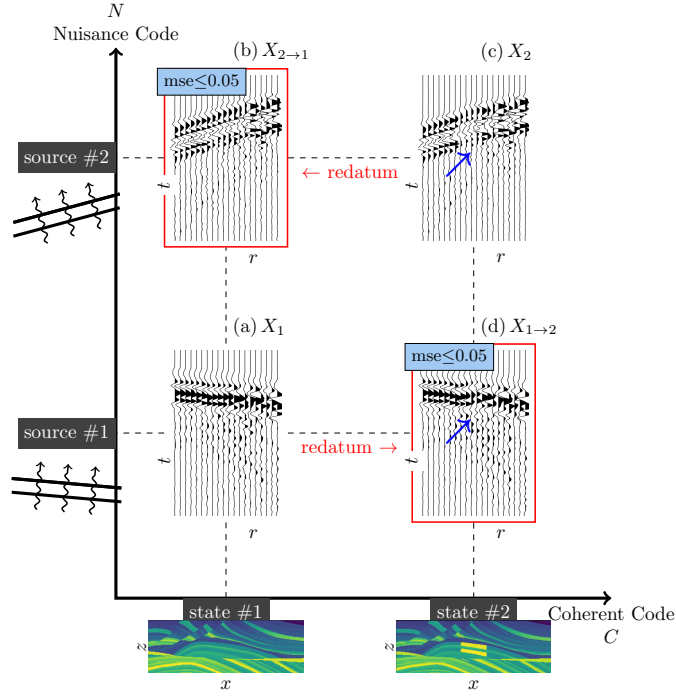 N
Nuisance Code
(b) X₂→₁
(c) X₂
mse≤0.05
source #2
t
← redatum
t
r
r
(a) X₁
(d) X₁→₂
mse≤0.05
source #1
t
redatum →
t
r
r
state #1
state #2
Coherent Code
C
z
z
x
x